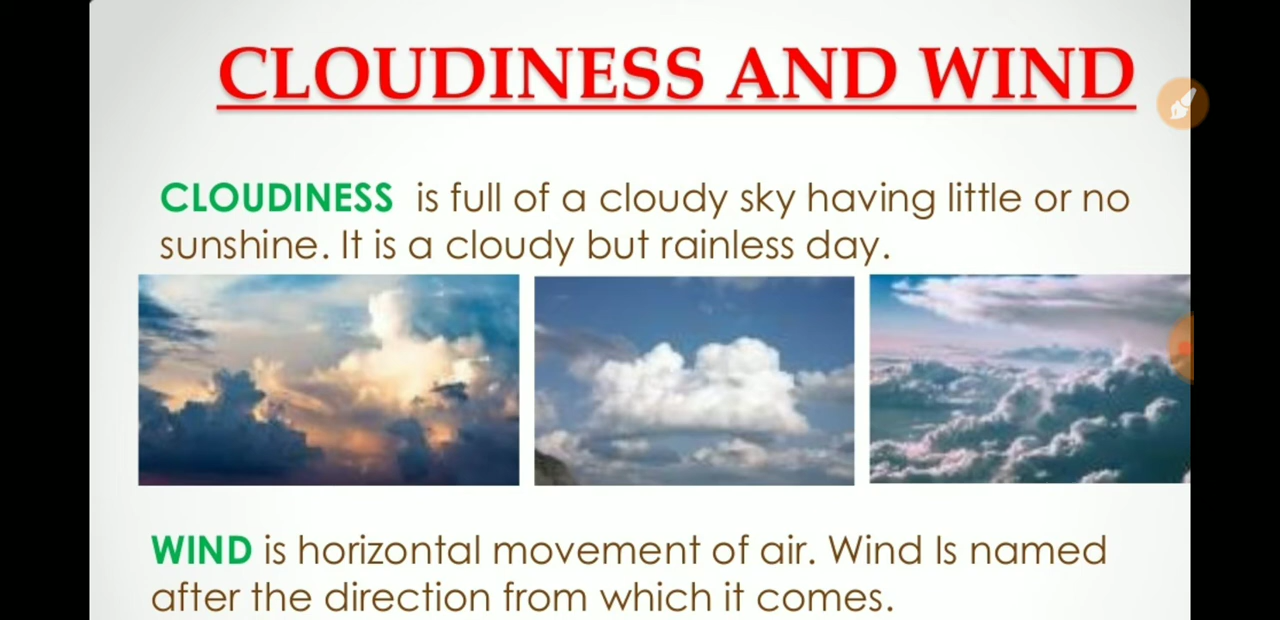 CLOUDINESS AND WIND
CLOUDINESS is full of a cloudy sky having little or no
sunshine. It is a cloudy but rainless day.
WIND is horizontal movement of air. Wind Is named
after the direction from which it comes.